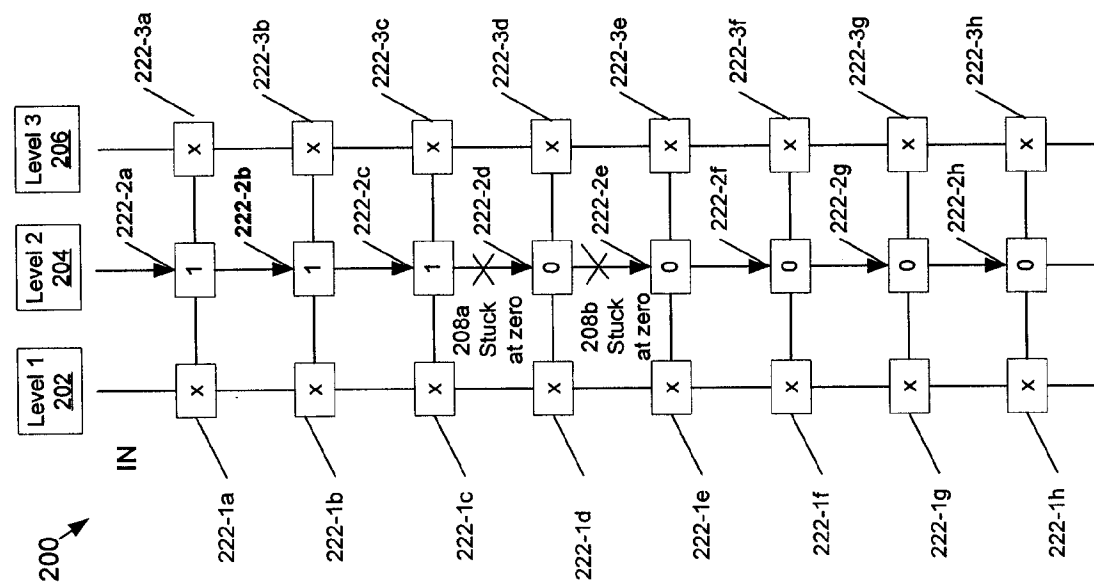 200
IN
Level 1
202
Level 2
204
Level 3
206
222-1a
X
1
222-2a
X
222-3a
222-1b
X
1
222-2b
X
222-3b
222-1c
X
1
222-2c
X
222-3c
208a
Stuck
at zero
222-1d
X
0
222-2d
X
222-3d
208b
Stuck
at zero
222-1e
X
0
222-2e
X
222-3e
222-1f
X
0
222-2f
X
222-3f
222-1g
X
0
222-2g
X
222-3g
222-1h
X
0
222-2h
X
222-3h